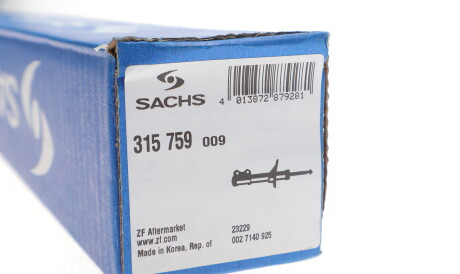 SACHS
4 013872 879281
315 759 009
ZF Aftermarket
www.zf.com
Made in Korea, Rep. of
23229
002 7140 925